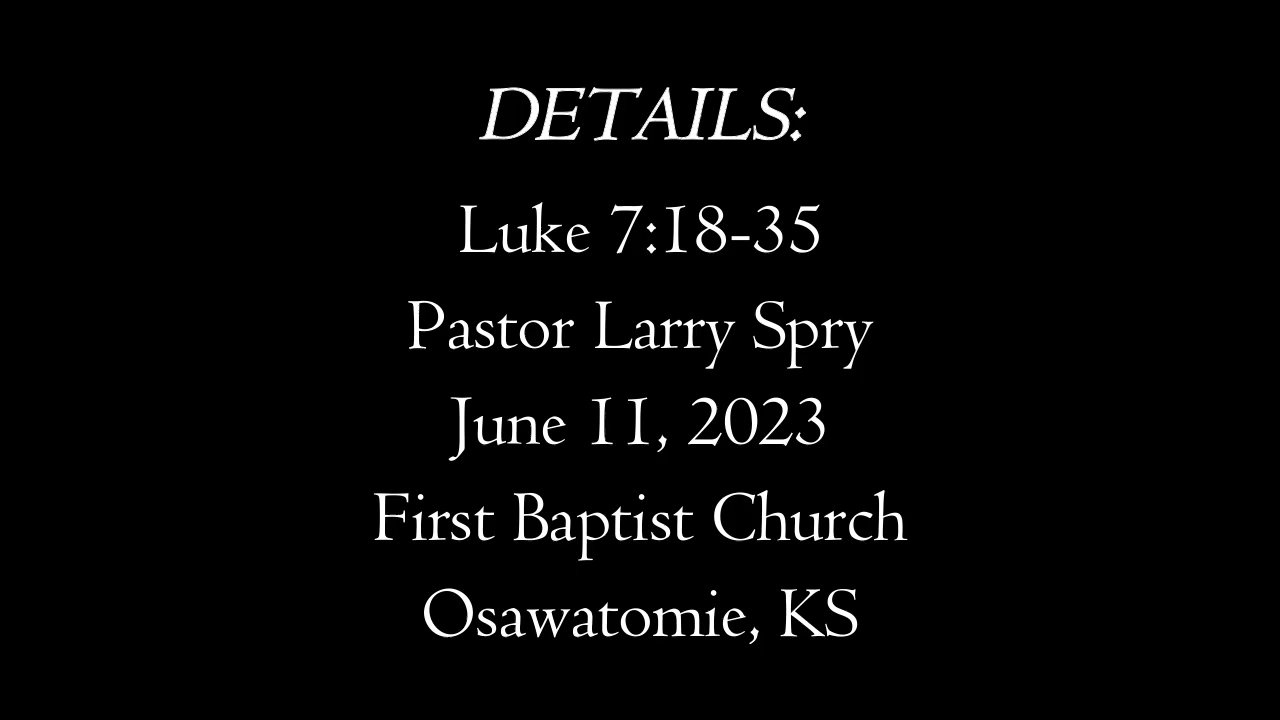 DETAILS:
Luke 7:18-35
Pastor Larry Spry
June 11, 2023
First Baptist Church
Osawatomie, KS